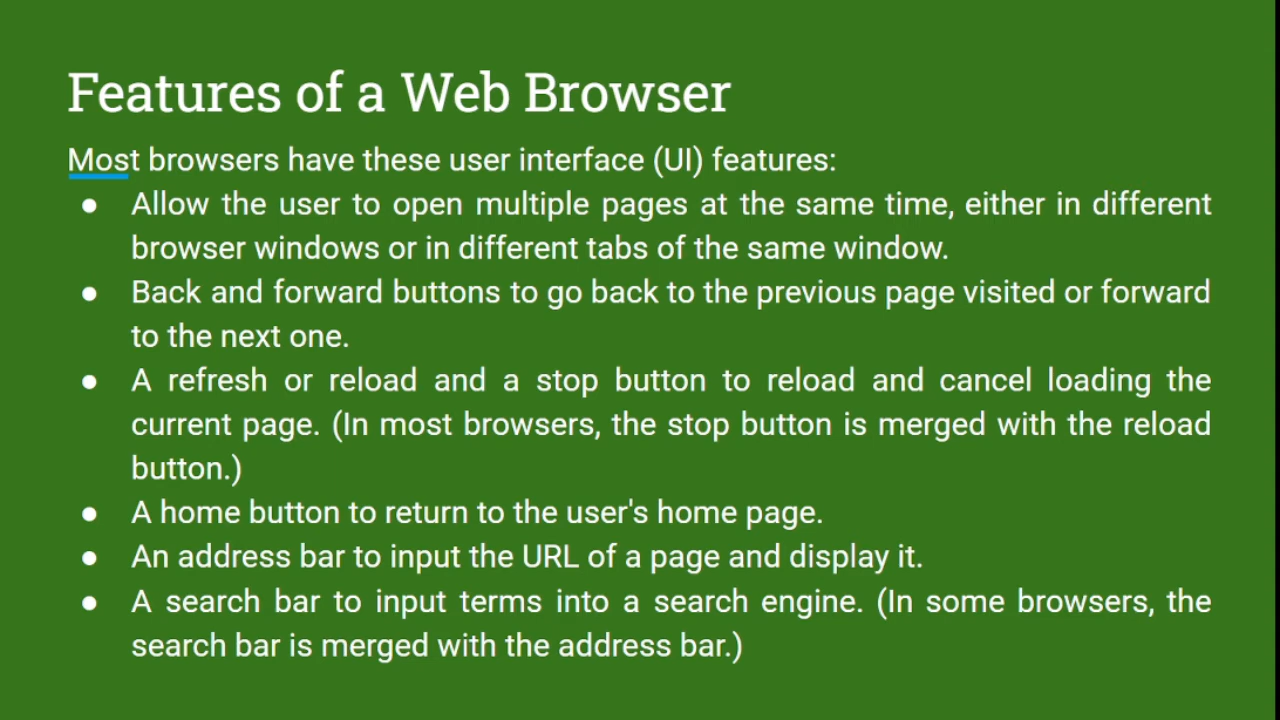 Features of a Web Browser
Most browsers have these user interface (UI) features:
● Allow the user to open multiple pages at the same time, either in different
browser windows or in different tabs of the same window.
● Back and forward buttons to go back to the previous page visited or forward
to the next one.
● A refresh or reload and a stop button to reload and cancel loading the
current page. (In most browsers, the stop button is merged with the reload
button.)
● A home button to return to the user's home page.
● An address bar to input the URL of a page and display it.
● A search bar to input terms into a search engine. (In some browsers, the
search bar is merged with the address bar.)